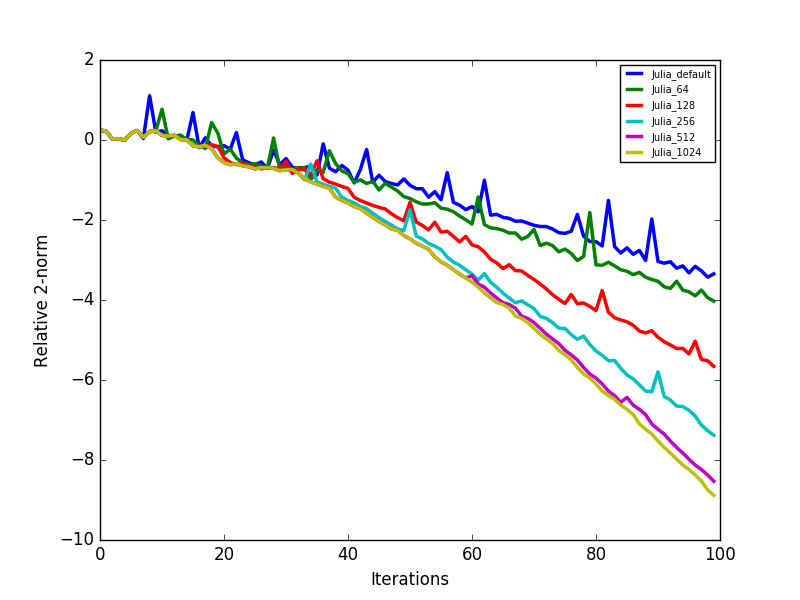 2
0
−2
−4
−6
−8
−10
0 20 40 60 80 100
Relative 2-norm
Iterations
Julia_default
Julia_64
Julia_128
Julia_256
Julia_512
Julia_1024